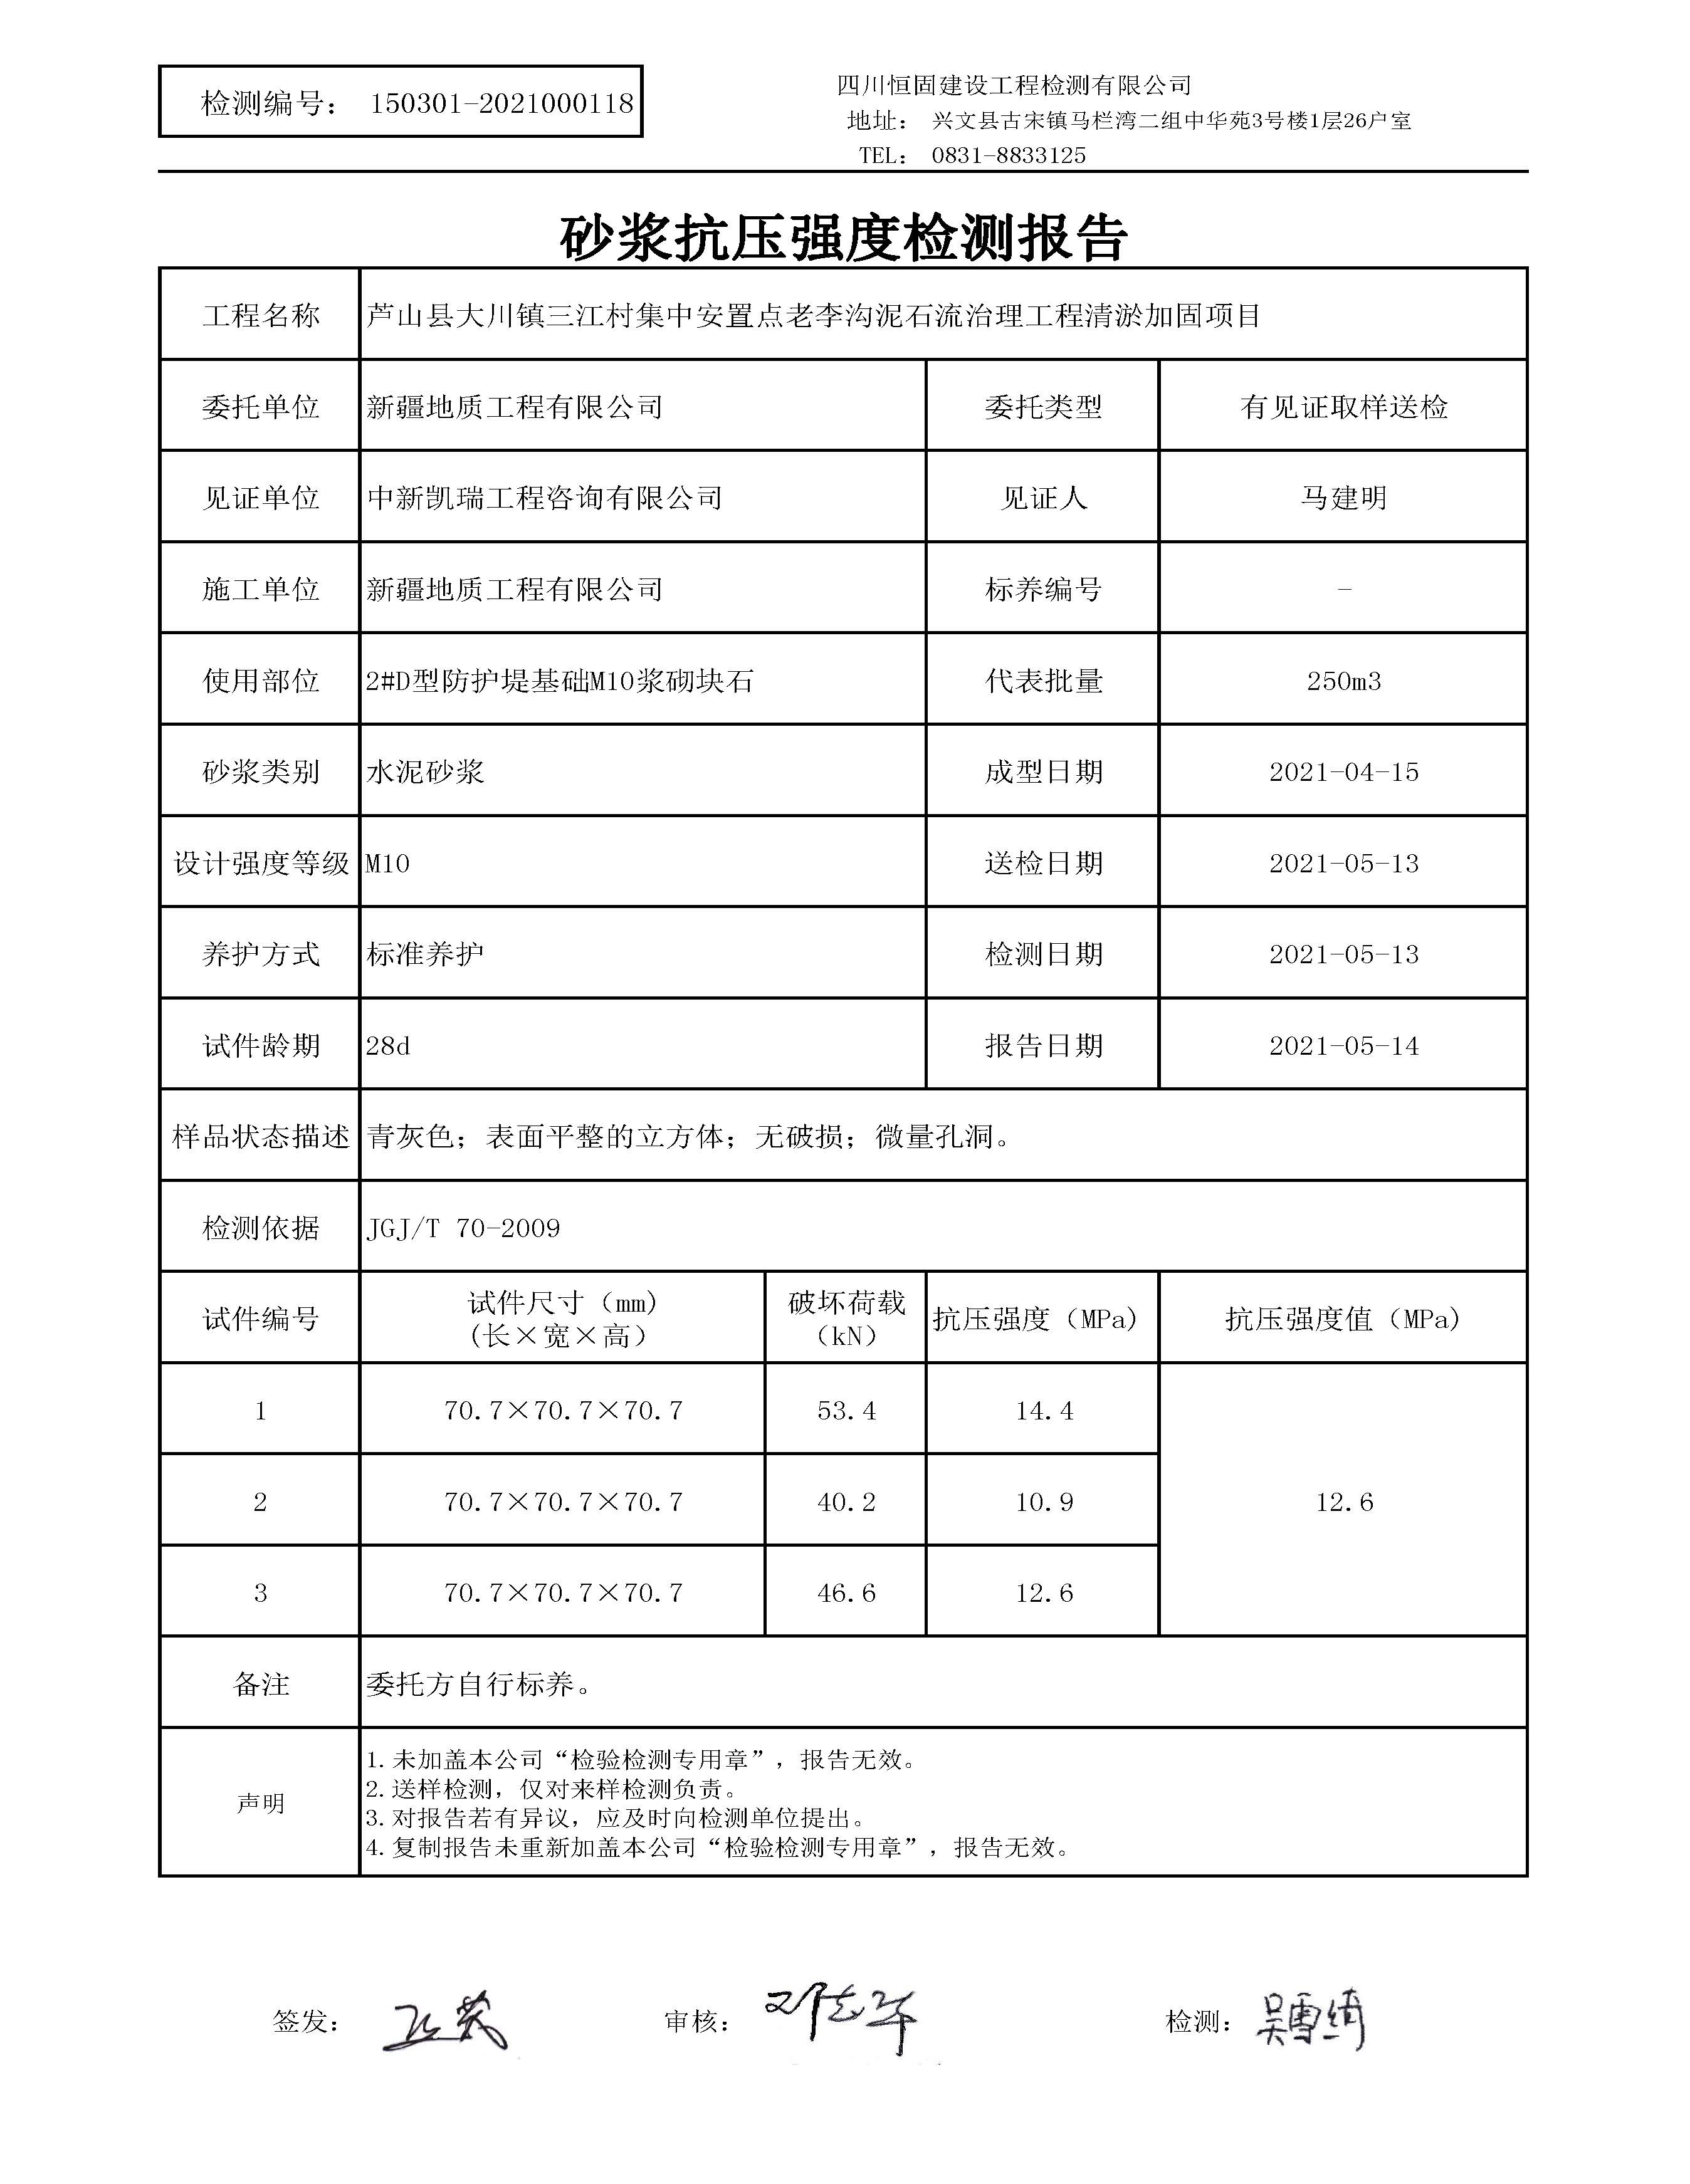 检测编号： 150301-2021000118
四川恒固建设工程检测有限公司
地址： 兴文县古宋镇马栏湾二组中华苑3号楼1层26户室
TEL： 0831-8833125
砂浆抗压强度检测报告
工程名称 芦山县大川镇三江村集中安置点老李沟泥石流治理工程清淤加固项目
委托单位 新疆地质工程有限公司 委托类型 有见证取样送检
见证单位 中新凯瑞工程咨询有限公司 见证人 马建明
施工单位 新疆地质工程有限公司 标养编号 -
使用部位 2#D型防护堤基础M10浆砌块石 代表批量 250m3
砂浆类别 水泥砂浆 成型日期 2021-04-15
设计强度等级 M10 送检日期 2021-05-13
养护方式 标准养护 检测日期 2021-05-13
试件龄期 28d 报告日期 2021-05-14
样品状态描述 青灰色；表面平整的立方体；无破损；微量孔洞。
检测依据 JGJ/T 70-2009
试件编号 试件尺寸（mm）(长×宽×高） 破坏荷载（kN） 抗压强度（MPa） 抗压强度值（MPa）
1 70.7×70.7×70.7 53.4 14.4
2 70.7×70.7×70.7 40.2 10.9 12.6
3 70.7×70.7×70.7 46.6 12.6
备注 委托方自行标养。
声明
1.未加盖本公司“检验检测专用章”，报告无效。
2.送样检测，仅对来样检测负责。
3.对报告若有异议，应及时向检测单位提出。
4.复制报告未重新加盖本公司“检验检测专用章”，报告无效。
签发： 审核： 邓志华 检测： 吴雪绮